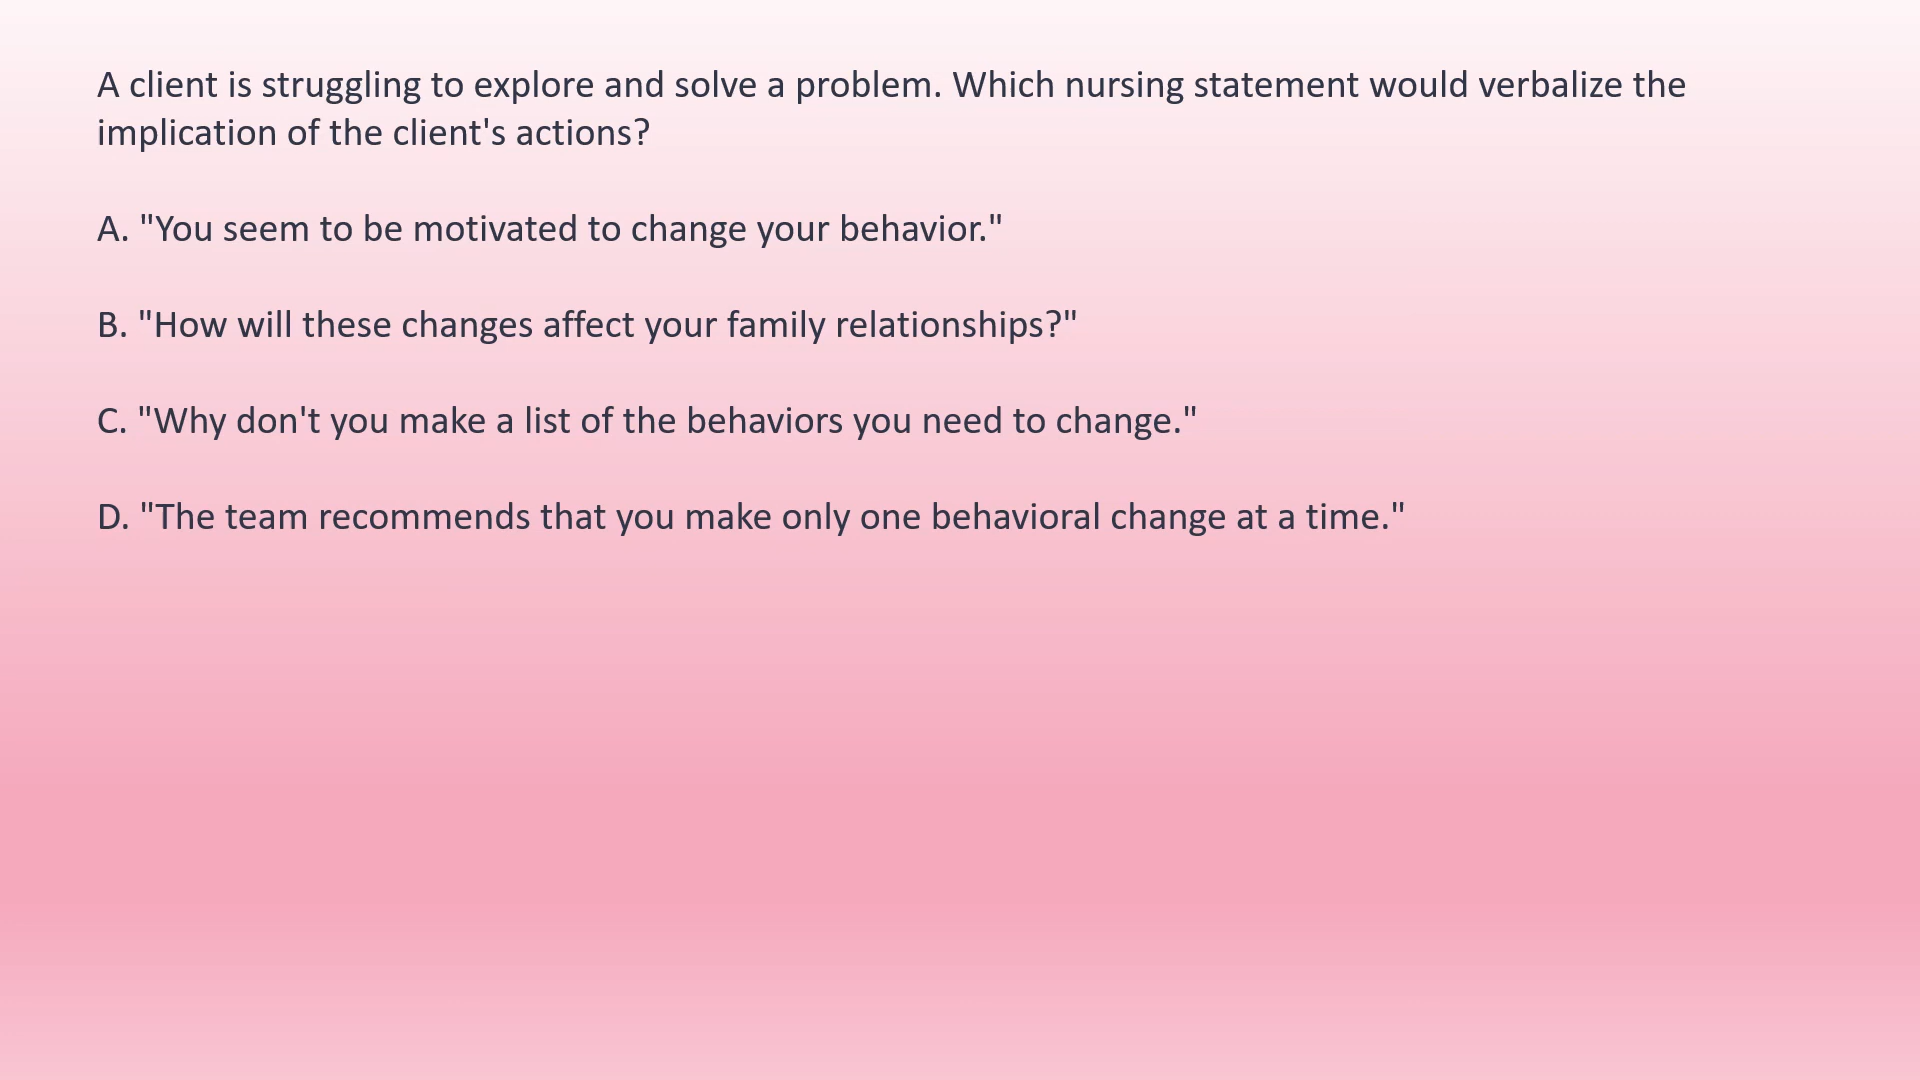 A client is struggling to explore and solve a problem. Which nursing statement would verbalize the
implication of the client's actions?
A. "You seem to be motivated to change your behavior."
B. "How will these changes affect your family relationships?"
C. "Why don't you make a list of the behaviors you need to change."
D. "The team recommends that you make only one behavioral change at a time."